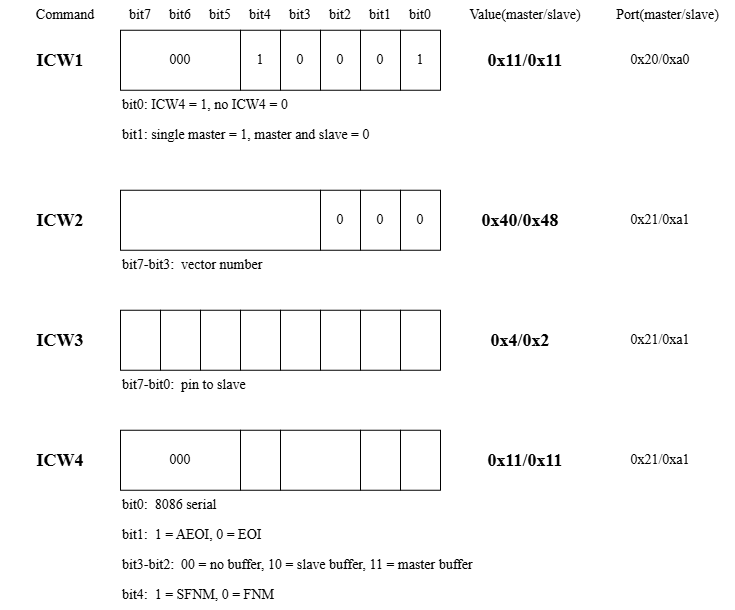 Command bit7 bit6 bit5 bit4 bit3 bit2 bit1 bit0 Value(master/slave) Port(master/slave)
ICW1 000 1 0 0 0 1 0x11/0x11 0x20/0xa0
bit0: ICW4 = 1, no ICW4 = 0
bit1: single master = 1, master and slave = 0
ICW2 0 0 0 0x40/0x48 0x21/0xa1
bit7-bit3: vector number
ICW3 0x4/0x2 0x21/0xa1
bit7-bit0: pin to slave
ICW4 000 0x11/0x11 0x21/0xa1
bit0: 8086 serial
bit1: 1 = AEOI, 0 = EOI
bit3-bit2: 00 = no buffer, 10 = slave buffer, 11 = master buffer
bit4: 1 = SFNM, 0 = FNM